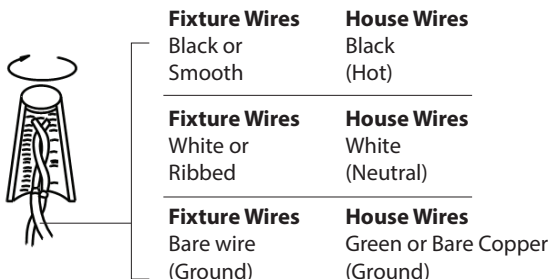 Fixture Wires House Wires
Black or Black
Smooth (Hot)
Fixture Wires House Wires
White or White
Ribbed (Neutral)
Fixture Wires House Wires
Bare wire Green or Bare Copper
(Ground) (Ground)